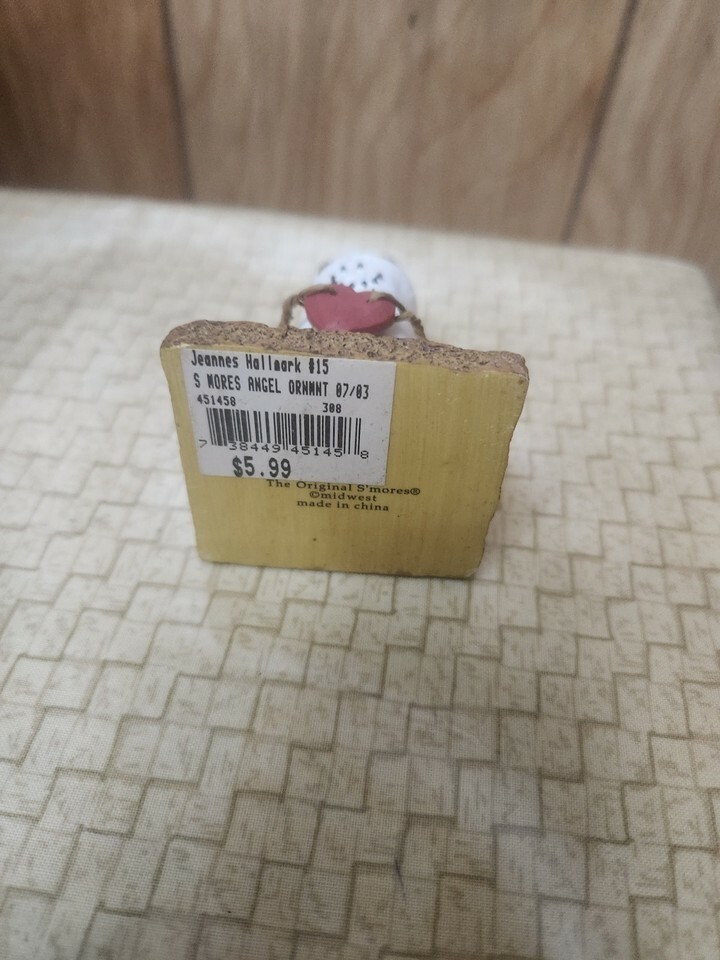 Jeannes Hallmark #15
S MORES ANGEL ORNMNT 07/03
451458 308
7 38449 45145 8
$5.99
The Original S'mores®
©midwest
made in china